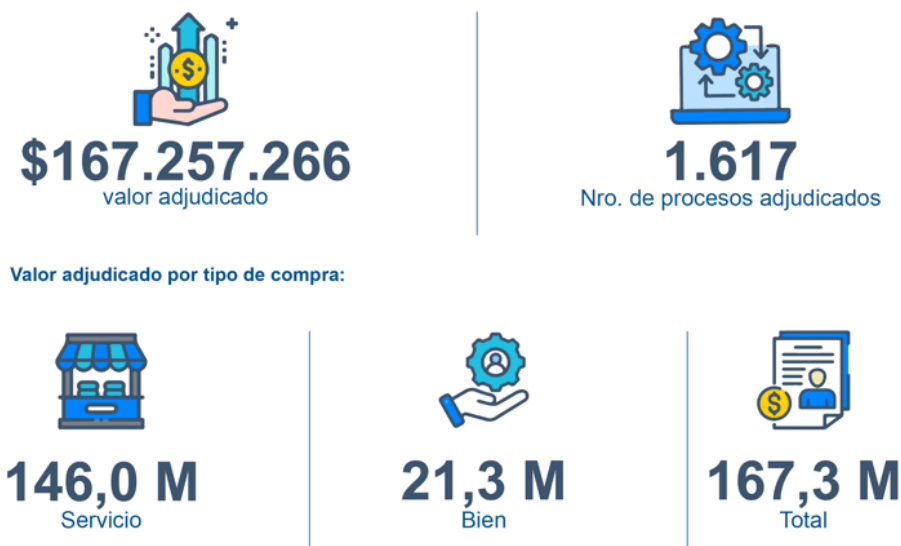 $167.257.266
valor adjudicado
1.617
Nro. de procesos adjudicados
Valor adjudicado por tipo de compra:
146,0 M
Servicio
21,3 M
Bien
167,3 M
Total